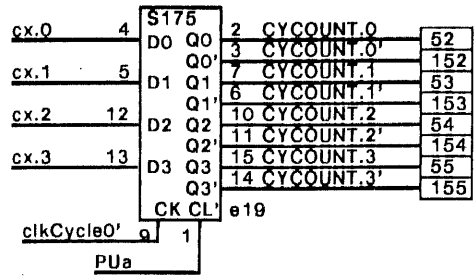 S175
cx.0 4 D0 Q0 2 CYCOUNT.0 52
Q0' 3 CYCOUNT.0' 152
cx.1 5 D1 Q1 7 CYCOUNT.1 53
Q1' 6 CYCOUNT.1' 153
cx.2 12 D2 Q2 10 CYCOUNT.2 54
Q2' 11 CYCOUNT.2' 154
cx.3 13 D3 Q3 15 CYCOUNT.3 55
Q3' 14 CYCOUNT.3' 155
CK CL' e19
clkCycle0' 9 1
PUa